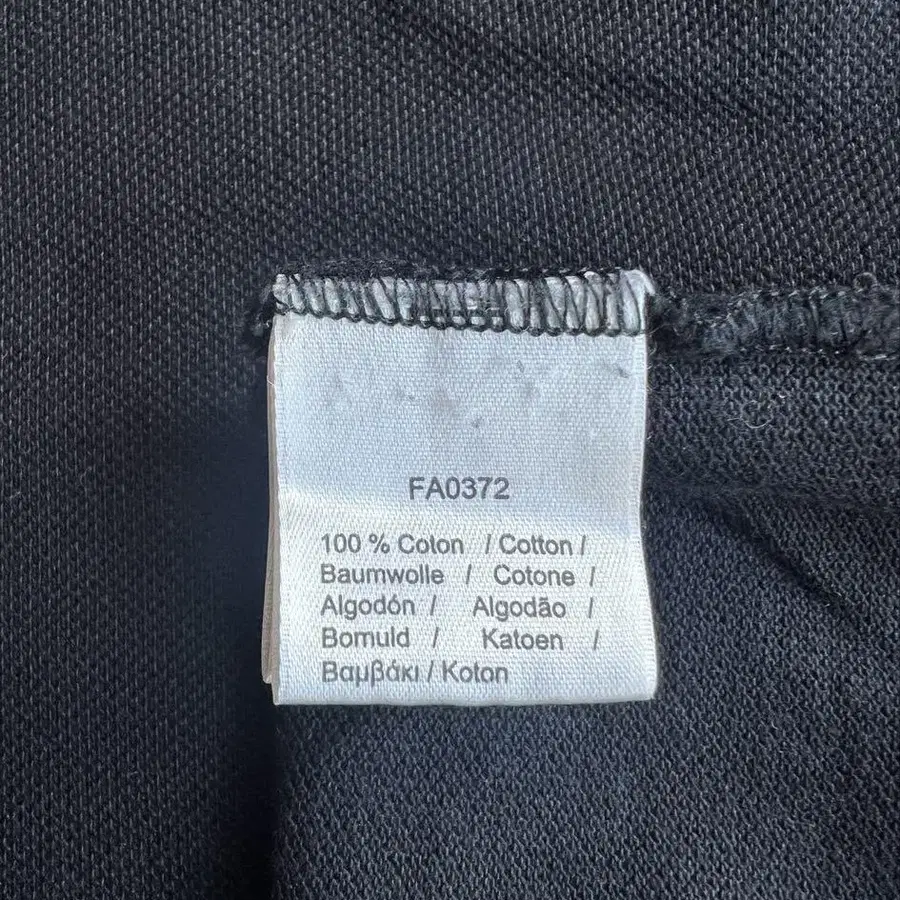 FA0372
100 % Coton / Cotton /
Baumwolle / Cotone /
Algodón / Algodão /
Bomuld / Katoen /
Βαμβάκι / Koton